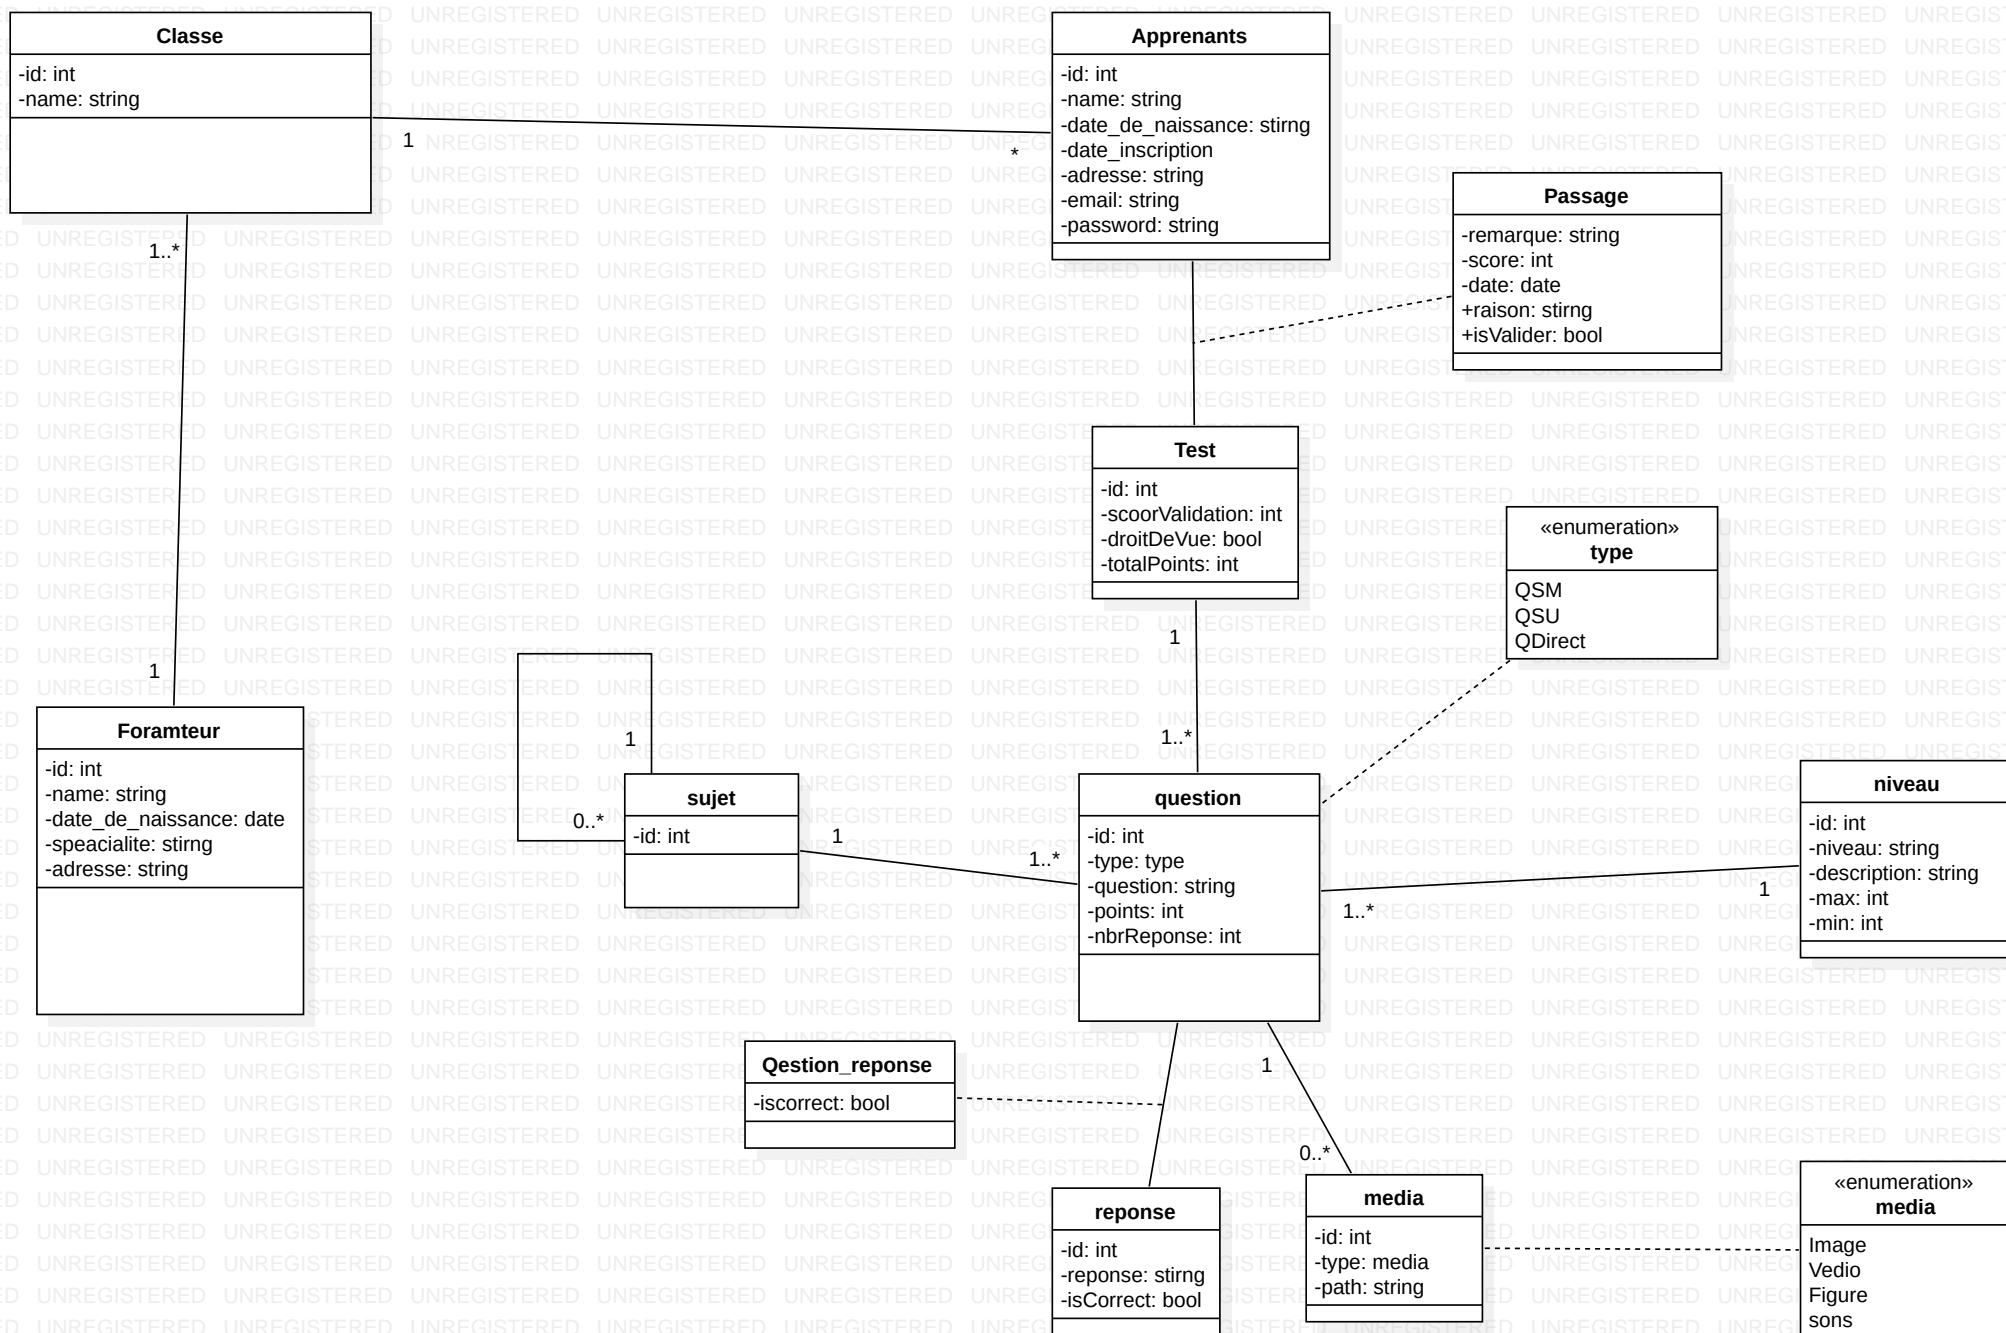 Classe
-id: int
-name: string
1
*
1..*
1
Apprenants
-id: int
-name: string
-date_de_naissance: stirng
-date_inscription
-adresse: string
-email: string
-password: string
Passage
-remarque: string
-score: int
-date: date
+raison: stirng
+isValider: bool
Test
-id: int
-scoorValidation: int
-droitDeVue: bool
-totalPoints: int
«enumeration»
type
QSM
QSU
QDirect
1
1..*
Foramteur
-id: int
-name: string
-date_de_naissance: date
-speacialite: stirng
-adresse: string
1
0..*
sujet
-id: int
1
1..*
question
-id: int
-type: type
-question: string
-points: int
-nbrReponse: int
1..*
1
niveau
-id: int
-niveau: string
-description: string
-max: int
-min: int
Qestion_reponse
-iscorrect: bool
1
0..*
reponse
-id: int
-reponse: stirng
-isCorrect: bool
media
-id: int
-type: media
-path: string
«enumeration»
media
Image
Vedio
Figure
sons
UNREGISTERED